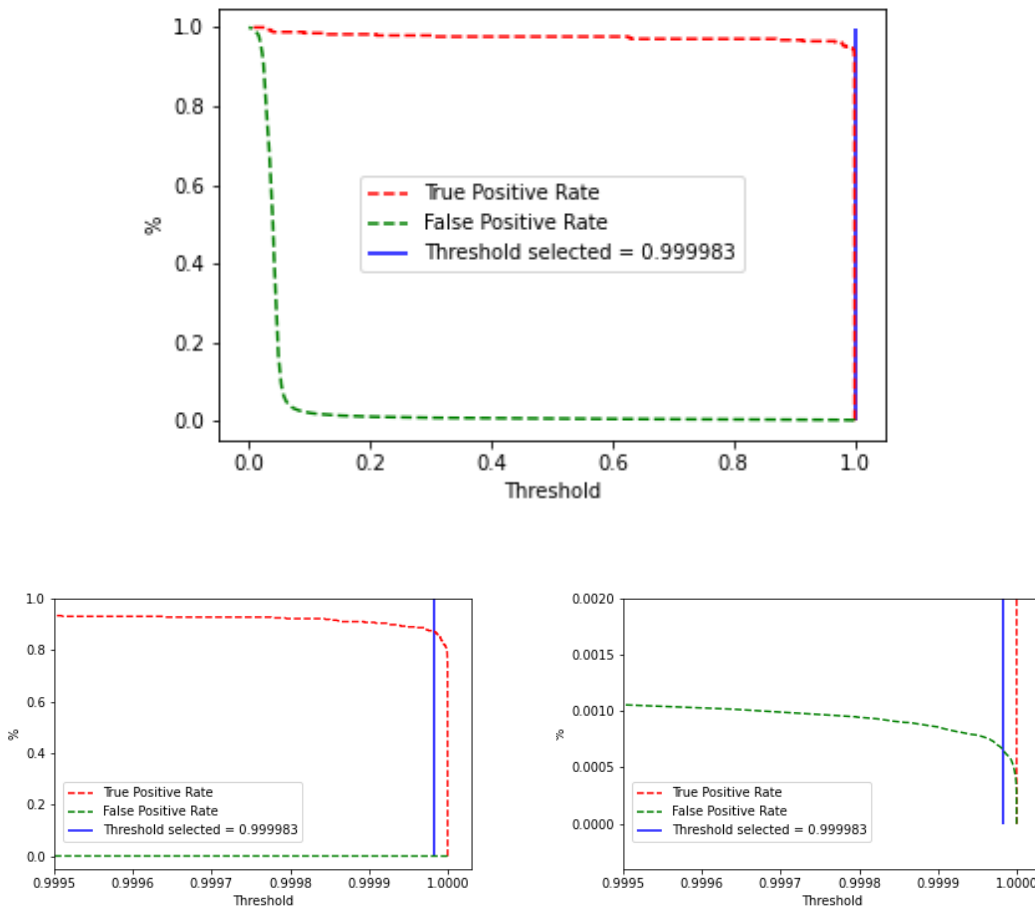 1.0
0.8
0.6
0.4
0.2
0.0
%
True Positive Rate
False Positive Rate
Threshold selected = 0.999983
0.0 0.2 0.4 0.6 0.8 1.0
Threshold
1.0
0.8
0.6
0.4
0.2
0.0
%
True Positive Rate
False Positive Rate
Threshold selected = 0.999983
0.9995 0.9996 0.9997 0.9998 0.9999 1.0000
Threshold
0.0020
0.0015
0.0010
0.0005
0.0000
%
True Positive Rate
False Positive Rate
Threshold selected = 0.999983
0.9995 0.9996 0.9997 0.9998 0.9999 1.0000
Threshold